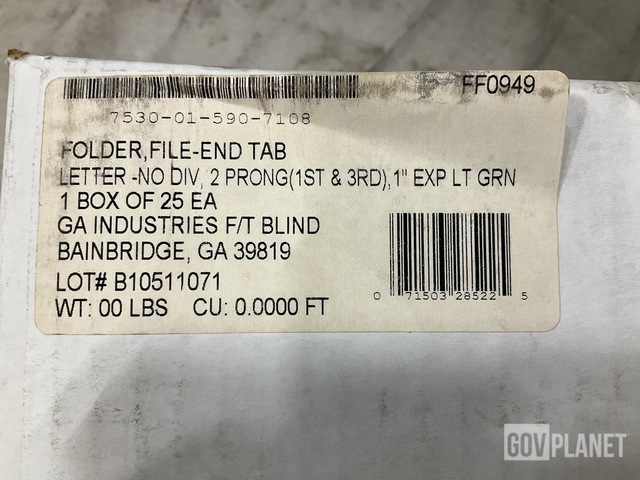 FF0949
7530-01-590-7108
FOLDER,FILE-END TAB
LETTER -NO DIV, 2 PRONG(1ST & 3RD),1" EXP LT GRN
1 BOX OF 25 EA
GA INDUSTRIES F/T BLIND
BAINBRIDGE, GA 39819
LOT# B10511071
WT: 00 LBS CU: 0.0000 FT
0 71503 28522 5
GOVPLANET